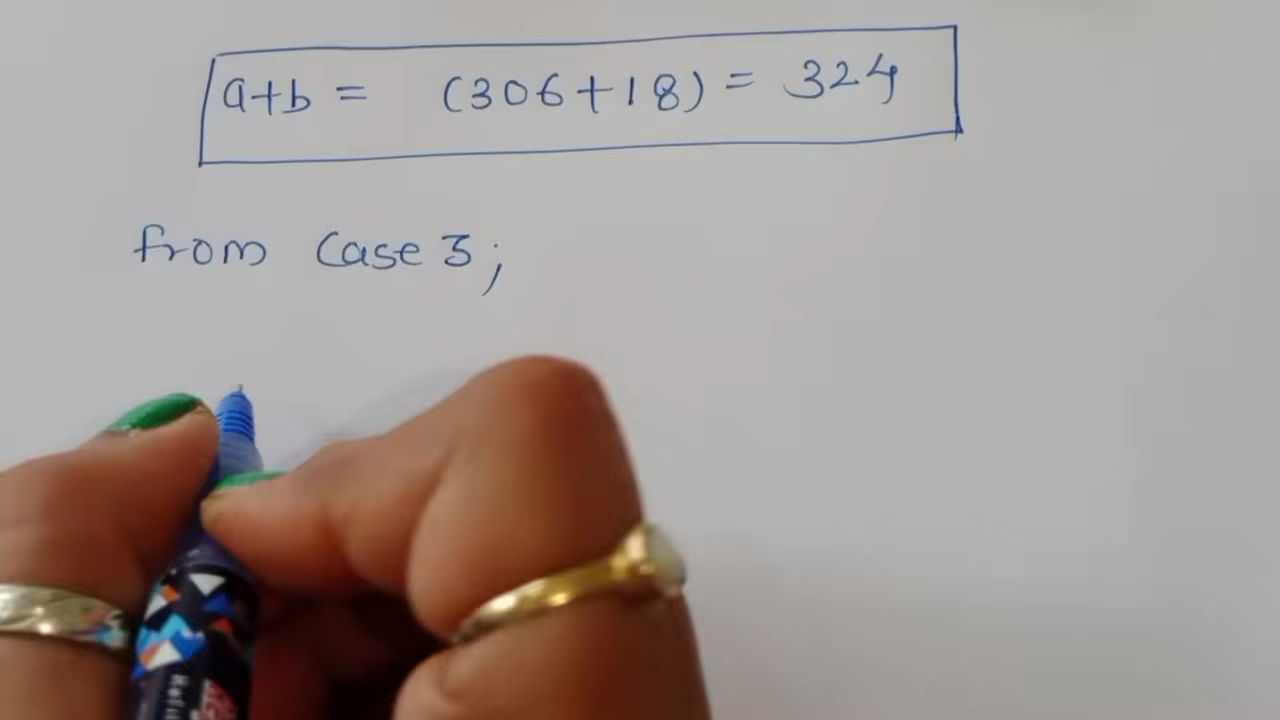 a+b = (306+18) = 324
from Case 3;